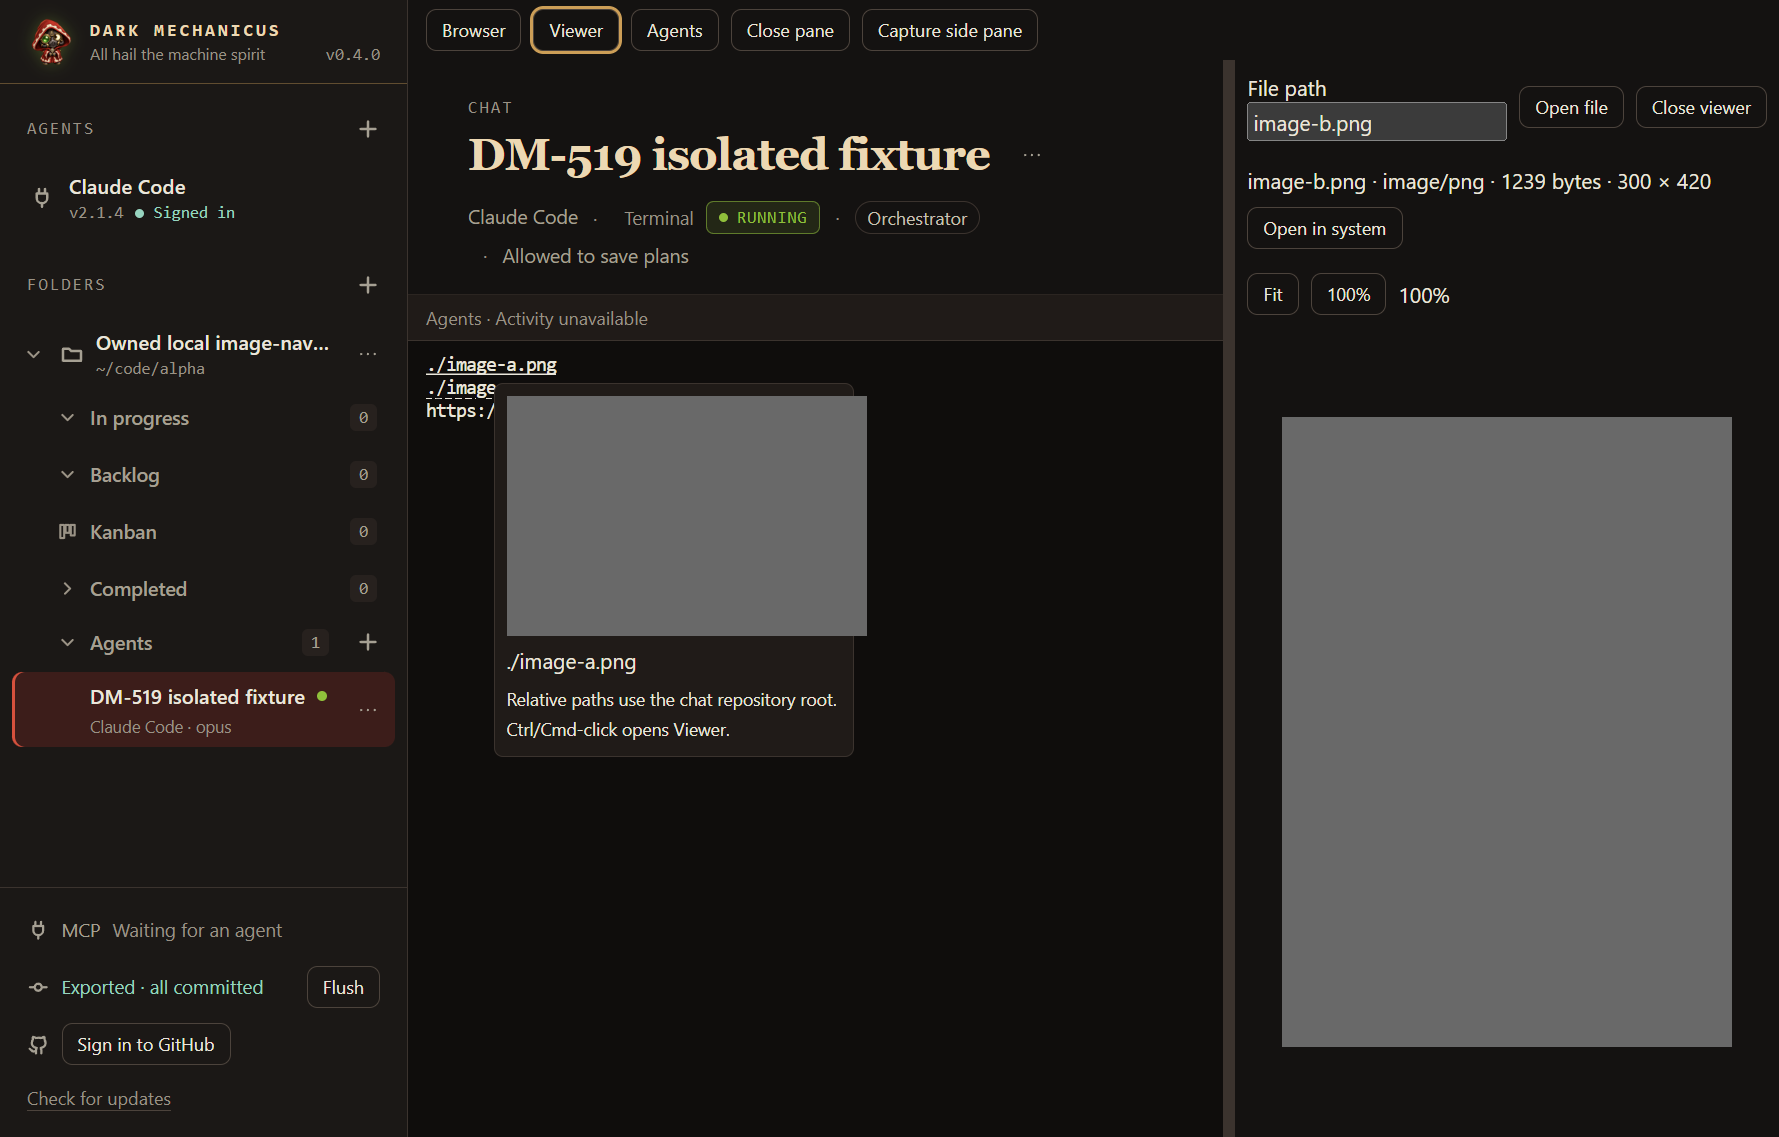 DARK MECHANICUS
All hail the machine spirit v0.4.0
AGENTS
Claude Code
v2.1.4 Signed in
FOLDERS
Owned local image-nav...
~/code/alpha
In progress 0
Backlog 0
Kanban 0
Completed 0
Agents 1
DM-519 isolated fixture
Claude Code · opus
MCP Waiting for an agent
Exported · all committed Flush
Sign in to GitHub
Check for updates
Browser Viewer Agents Close pane Capture side pane
CHAT
DM-519 isolated fixture
Claude Code · Terminal RUNNING · Orchestrator
· Allowed to save plans
Agents · Activity unavailable
./image-a.png
./image
https:/
./image-a.png
Relative paths use the chat repository root.
Ctrl/Cmd-click opens Viewer.
File path
image-b.png Open file Close viewer
image-b.png · image/png · 1239 bytes · 300 × 420
Open in system
Fit 100% 100%